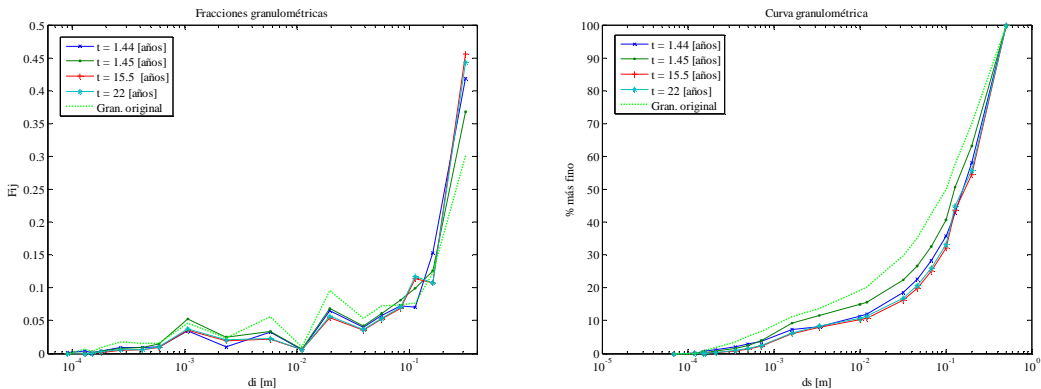 Fracciones granulométricas
0.5
0.45
0.4
0.35
0.3
0.25
0.2
0.15
0.1
0.05
0
Fij
t = 1.44 [años]
t = 1.45 [años]
t = 15.5 [años]
t = 22 [años]
Gran. original
10^-4
10^-3
10^-2
10^-1
di [m]
Curva granulométrica
100
90
80
70
60
50
40
30
20
10
0
% más fino
t = 1.44 [años]
t = 1.45 [años]
t = 15.5 [años]
t = 22 [años]
Gran. original
10^-5
10^-4
10^-3
10^-2
10^-1
10^0
ds [m]